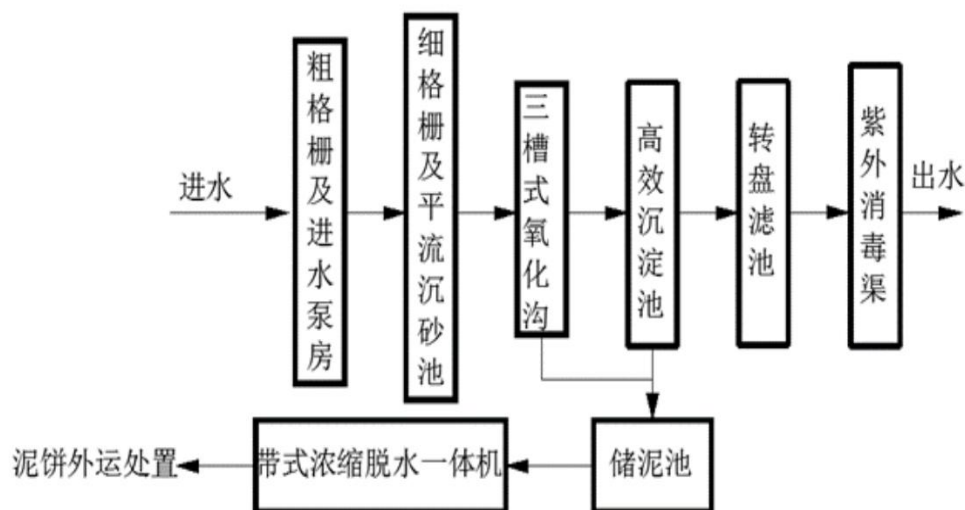 进水
粗格栅及进水泵房
细格栅及平流沉砂池
三槽式氧化沟
高效沉淀池
转盘滤池
紫外消毒渠
出水
泥饼外运处置
带式浓缩脱水一体机
储泥池